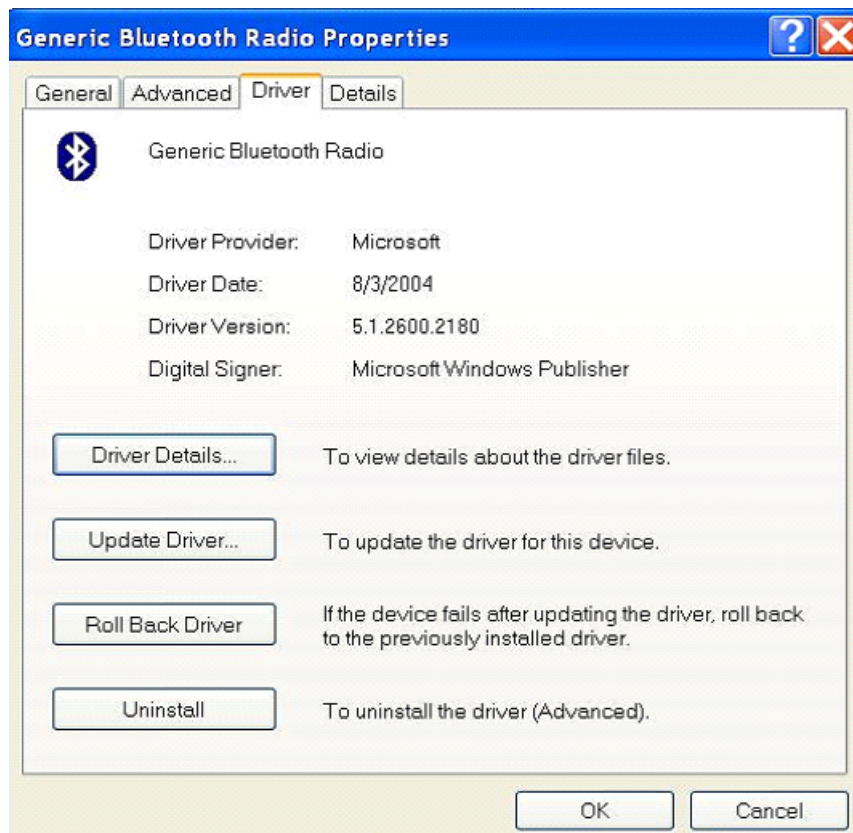 Generic Bluetooth Radio Properties
General Advanced Driver Details
Generic Bluetooth Radio
Driver Provider: Microsoft
Driver Date: 8/3/2004
Driver Version: 5.1.2600.2180
Digital Signer: Microsoft Windows Publisher
Driver Details... To view details about the driver files.
Update Driver... To update the driver for this device.
Roll Back Driver If the device fails after updating the driver, roll back
to the previously installed driver.
Uninstall To uninstall the driver (Advanced).
OK Cancel